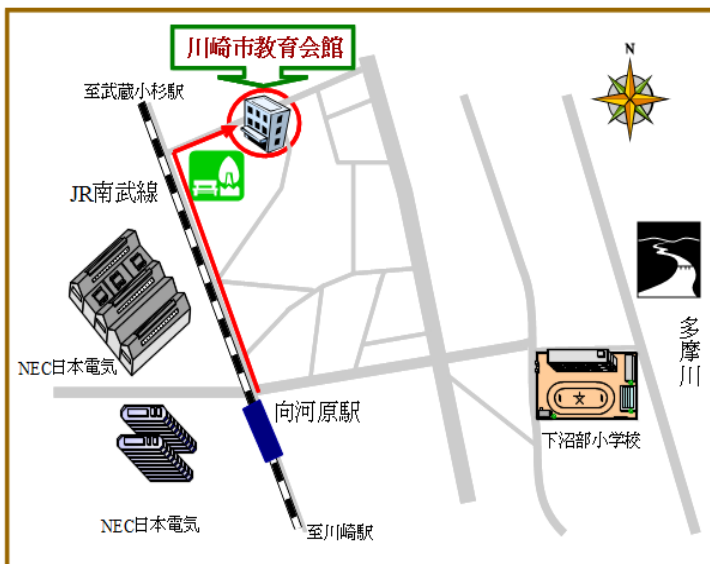 川崎市教育会館
N
至武蔵小杉駅
JR南武線
多摩川
NEC日本電気
向河原駅
下沼部小学校
NEC日本電気
至川崎駅